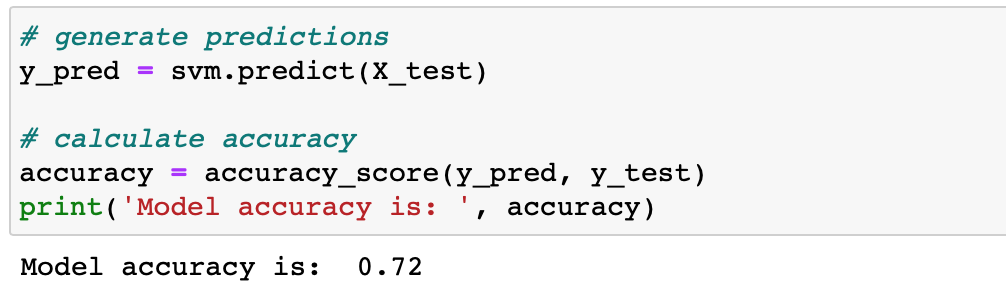 # generate predictions
y_pred = svm.predict(X_test)
# calculate accuracy
accuracy = accuracy_score(y_pred, y_test)
print('Model accuracy is: ', accuracy)
Model accuracy is:  0.72